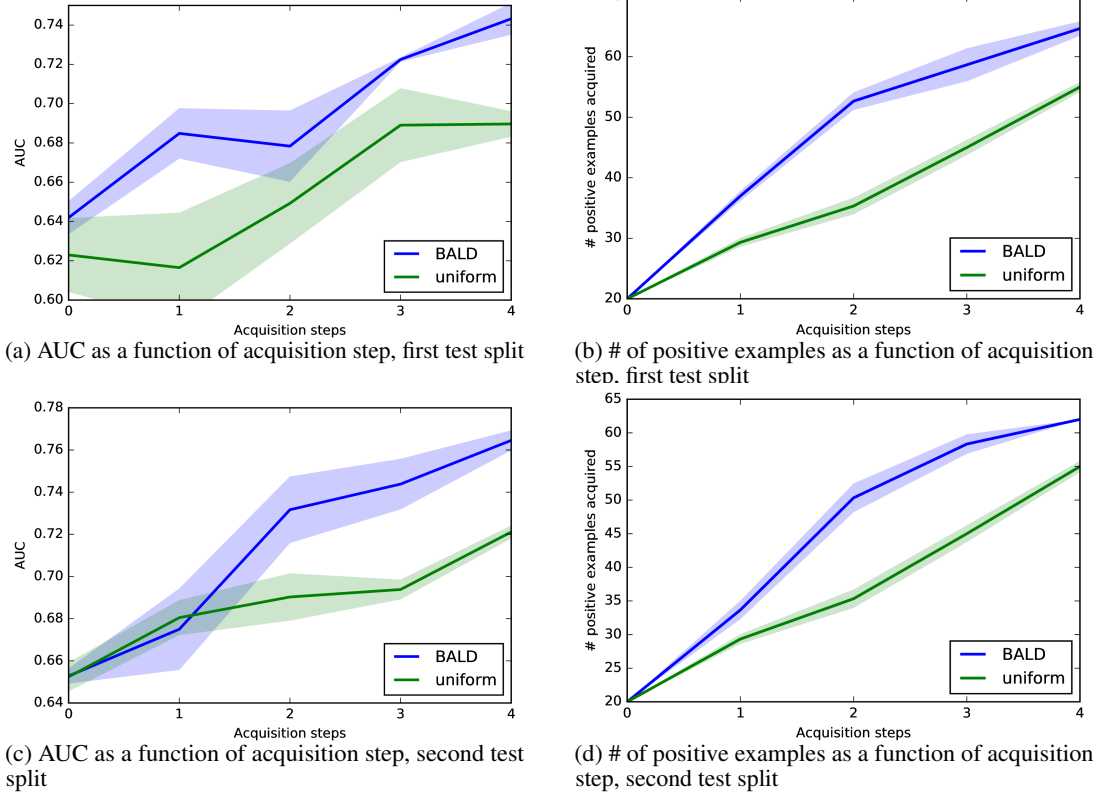 0.74
0.72
0.70
0.68
0.66
0.64
0.62
0.60
AUC
BALD
uniform
0 1 2 3 4
Acquisition steps
(a) AUC as a function of acquisition step, first test split
60
50
40
30
20
# positive examples acquired
BALD
uniform
0 1 2 3 4
Acquisition steps
(b) # of positive examples as a function of acquisition
step, first test split
0.78
0.76
0.74
0.72
0.70
0.68
0.66
0.64
AUC
BALD
uniform
0 1 2 3 4
Acquisition steps
(c) AUC as a function of acquisition step, second test
split
65
60
55
50
45
40
35
30
25
20
# positive examples acquired
BALD
uniform
0 1 2 3 4
Acquisition steps
(d) # of positive examples as a function of acquisition
step, second test split